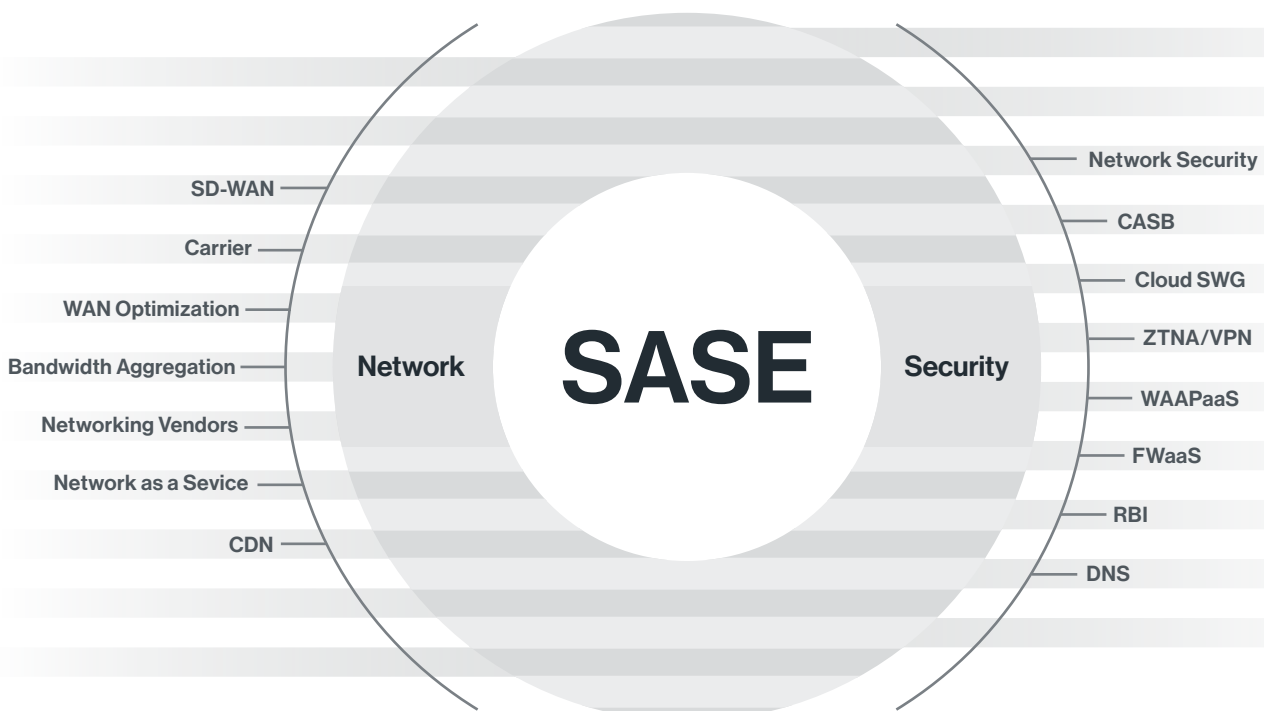 SD-WAN
Carrier
WAN Optimization
Bandwidth Aggregation
Networking Vendors
Network as a Sevice
CDN
Network
SASE
Security
Network Security
CASB
Cloud SWG
ZTNA/VPN
WAAPaaS
FWaaS
RBI
DNS